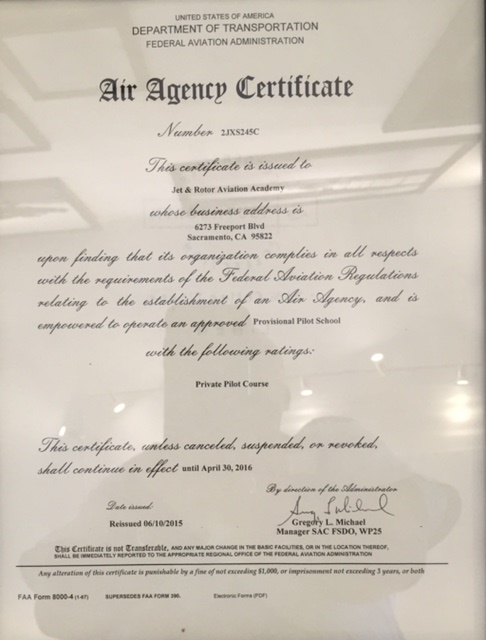 UNITED STATES OF AMERICA
DEPARTMENT OF TRANSPORTATION
FEDERAL AVIATION ADMINISTRATION
Air Agency Certificate
Number 2JXS245C
This certificate is issued to
Jet & Rotor Aviation Academy
whose business address is
6273 Freeport Blvd
Sacramento, CA 95822
upon finding that its organization complies in all respects
with the requirements of the Federal Aviation Regulations
relating to the establishment of an Air Agency, and is
empowered to operate an approved Provisional Pilot School
with the following ratings:
Private Pilot Course
This certificate, unless canceled, suspended, or revoked,
shall continue in effect until April 30, 2016
By direction of the Administrator
Date issued:
Reissued 06/10/2015
Gregory L. Michael
Manager SAC FSDO, WP25
This Certificate is not Transferable, AND ANY MAJOR CHANGE IN THE BASIC FACILITIES, OR IN THE LOCATION THEREOF,
SHALL BE IMMEDIATELY REPORTED TO THE APPROPRIATE REGIONAL OFFICE OF THE FEDERAL AVIATION ADMINISTRATION
Any alteration of this certificate is punishable by a fine of not exceeding $1,000, or imprisonment not exceeding 3 years, or both
FAA Form 8000-4 (1-67) SUPERSEDES FAA FORM 390. Electronic Forms (PDF)